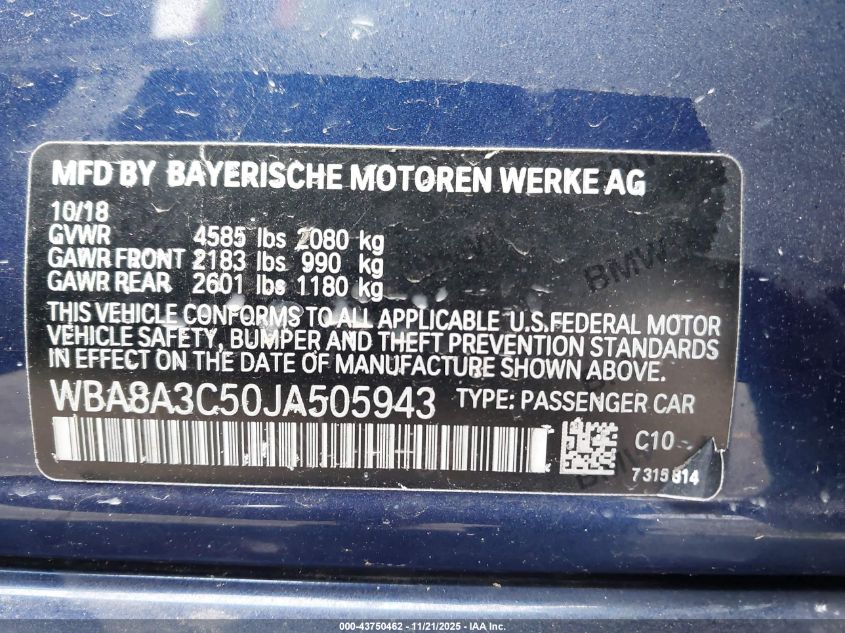 MFD BY BAYERISCHE MOTOREN WERKE AG
10/18
GVWR 4585 lbs 2080 kg
GAWR FRONT 2183 lbs 990 kg
GAWR REAR 2601 lbs 1180 kg
BMW
THIS VEHICLE CONFORMS TO ALL APPLICABLE U.S.FEDERAL MOTOR
VEHICLE SAFETY, BUMPER AND THEFT PREVENTION STANDARDS
IN EFFECT ON THE DATE OF MANUFACTURE SHOWN ABOVE.
WBA8A3C50JA505943 TYPE: PASSENGER CAR
C10
7315814
000-43750462 - 11/21/2025 - IAA Inc.